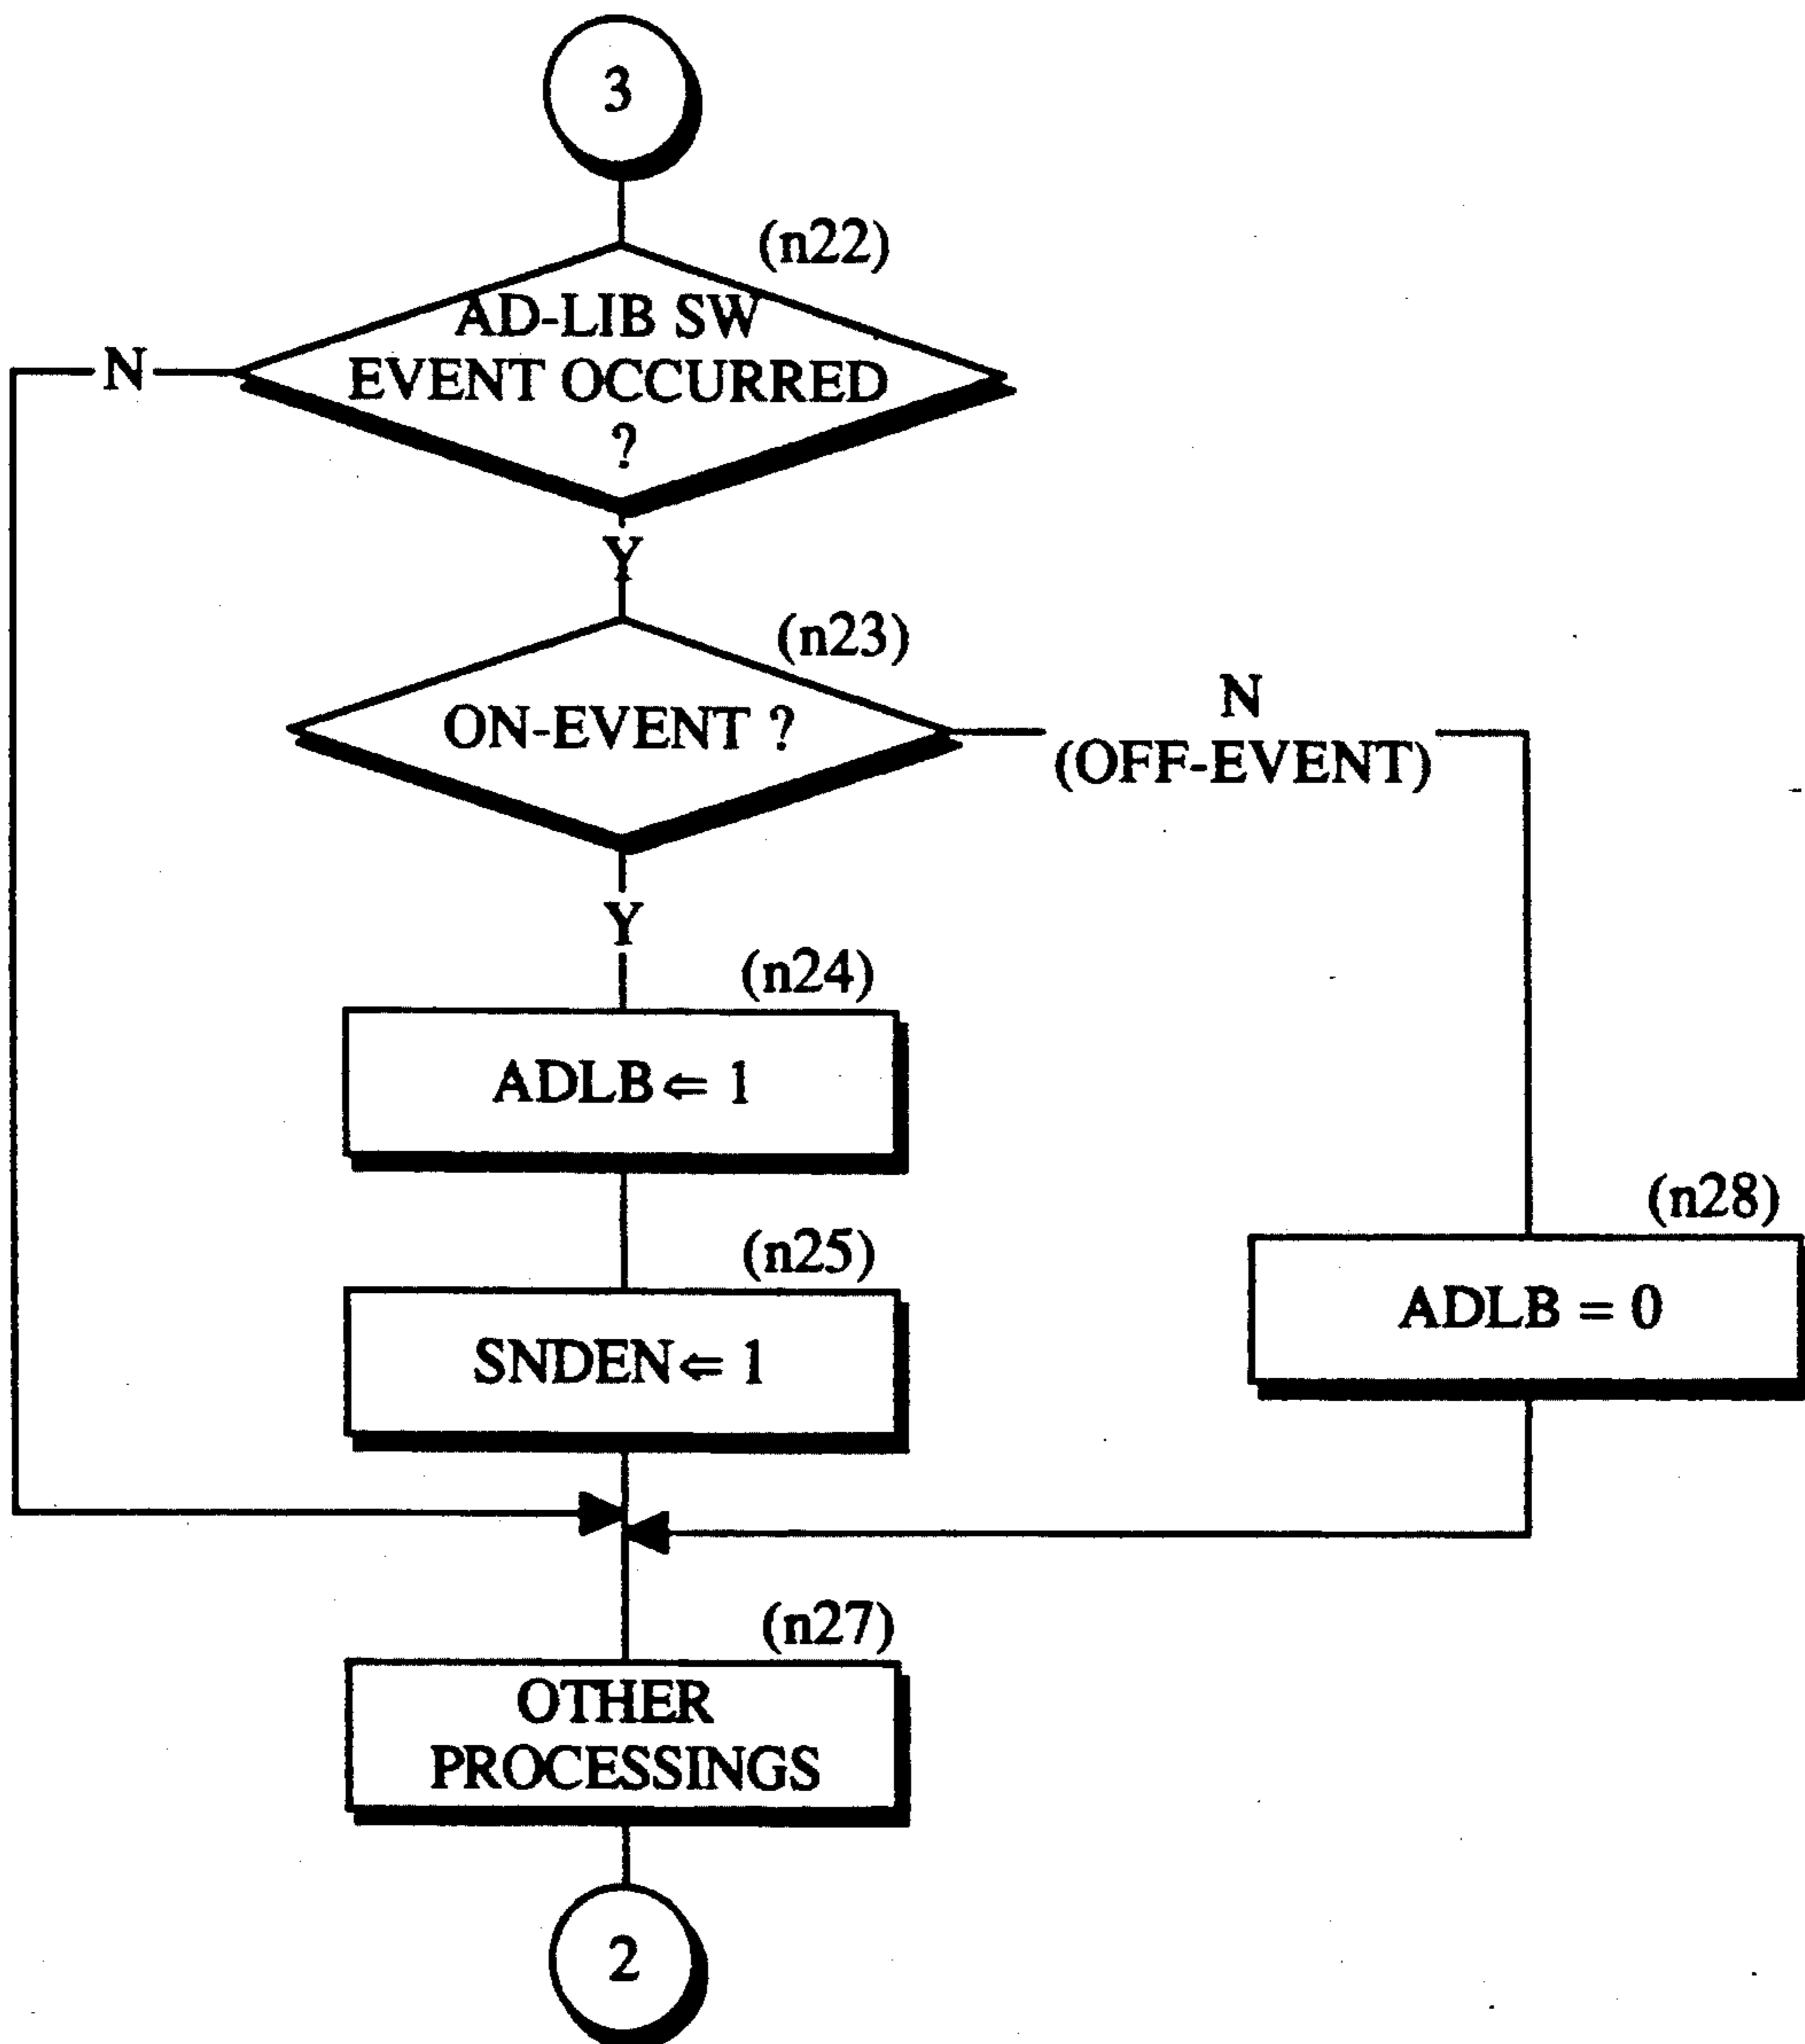 3
(n22)
AD-LIB SW
EVENT OCCURRED
?
N
Y
(n23)
ON-EVENT ?
N
(OFF-EVENT)
Y
(n24)
ADLB ⇐ 1
(n28)
ADLB = 0
(n25)
SNDEN ⇐ 1
(n27)
OTHER
PROCESSINGS
2